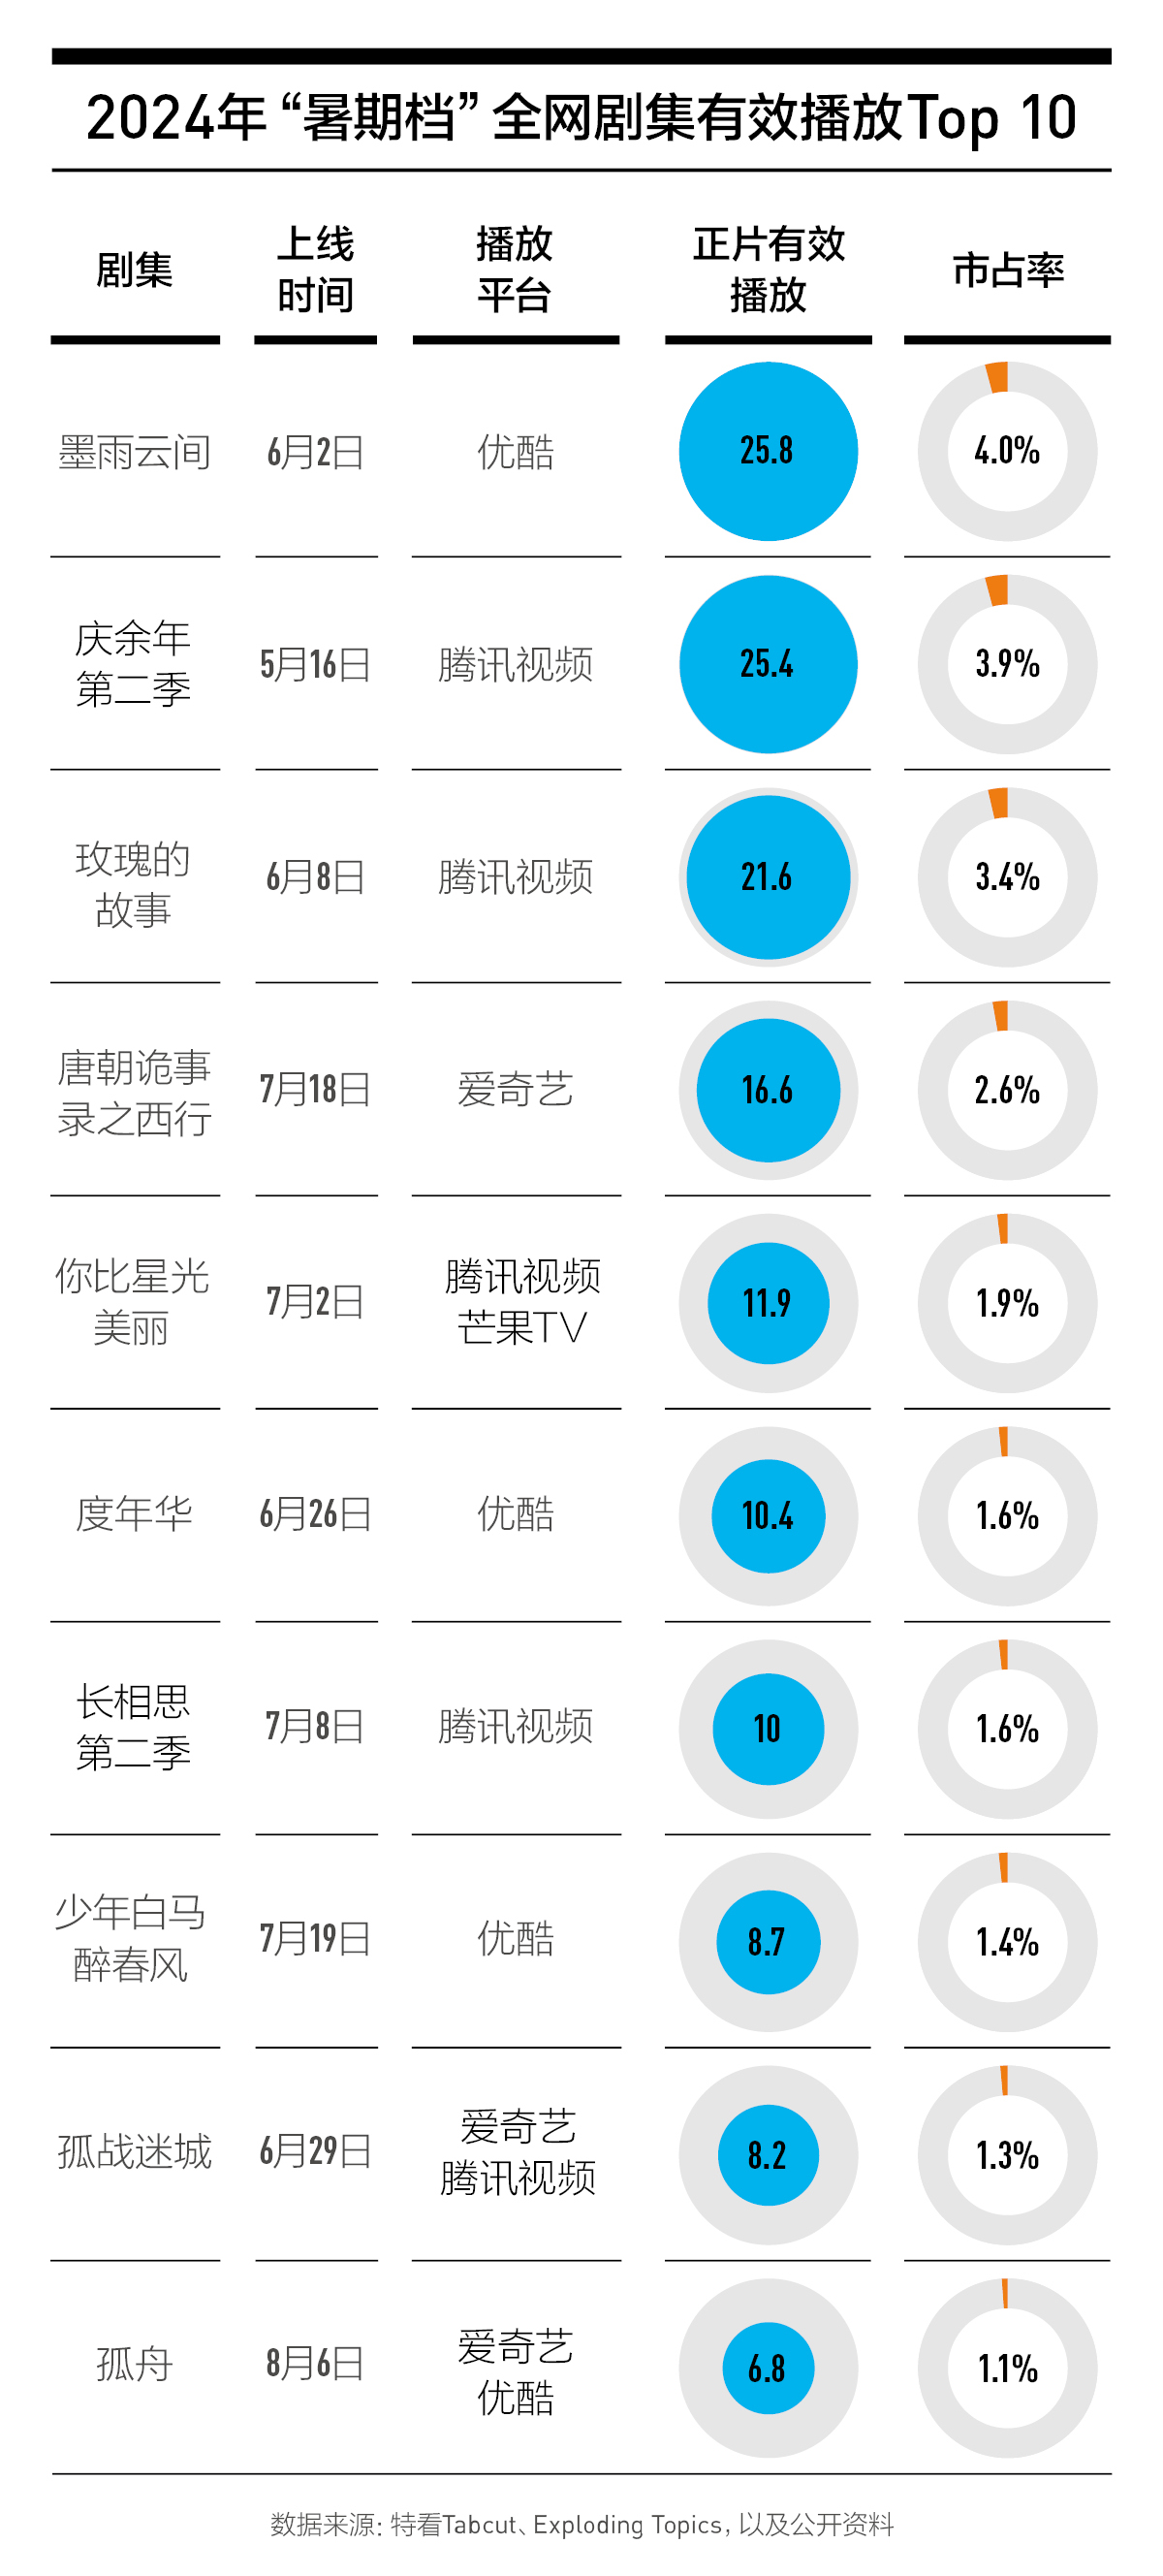 2024年“暑期档”全网剧集有效播放Top 10
剧集
上线
时间
播放
平台
正片有效
播放
市占率
墨雨云间
6月2日
优酷
25.8
4.0%
庆余年
第二季
5月16日
腾讯视频
25.4
3.9%
玫瑰的
故事
6月8日
腾讯视频
21.6
3.4%
唐朝诡事
录之西行
7月18日
爱奇艺
16.6
2.6%
你比星光
美丽
7月2日
腾讯视频
芒果TV
11.9
1.9%
度年华
6月26日
优酷
10.4
1.6%
长相思
第二季
7月8日
腾讯视频
10
1.6%
少年白马
醉春风
7月19日
优酷
8.7
1.4%
孤战迷城
6月29日
爱奇艺
腾讯视频
8.2
1.3%
孤舟
8月6日
爱奇艺
优酷
6.8
1.1%
数据来源：特看Tabcut、Exploding Topics，以及公开资料